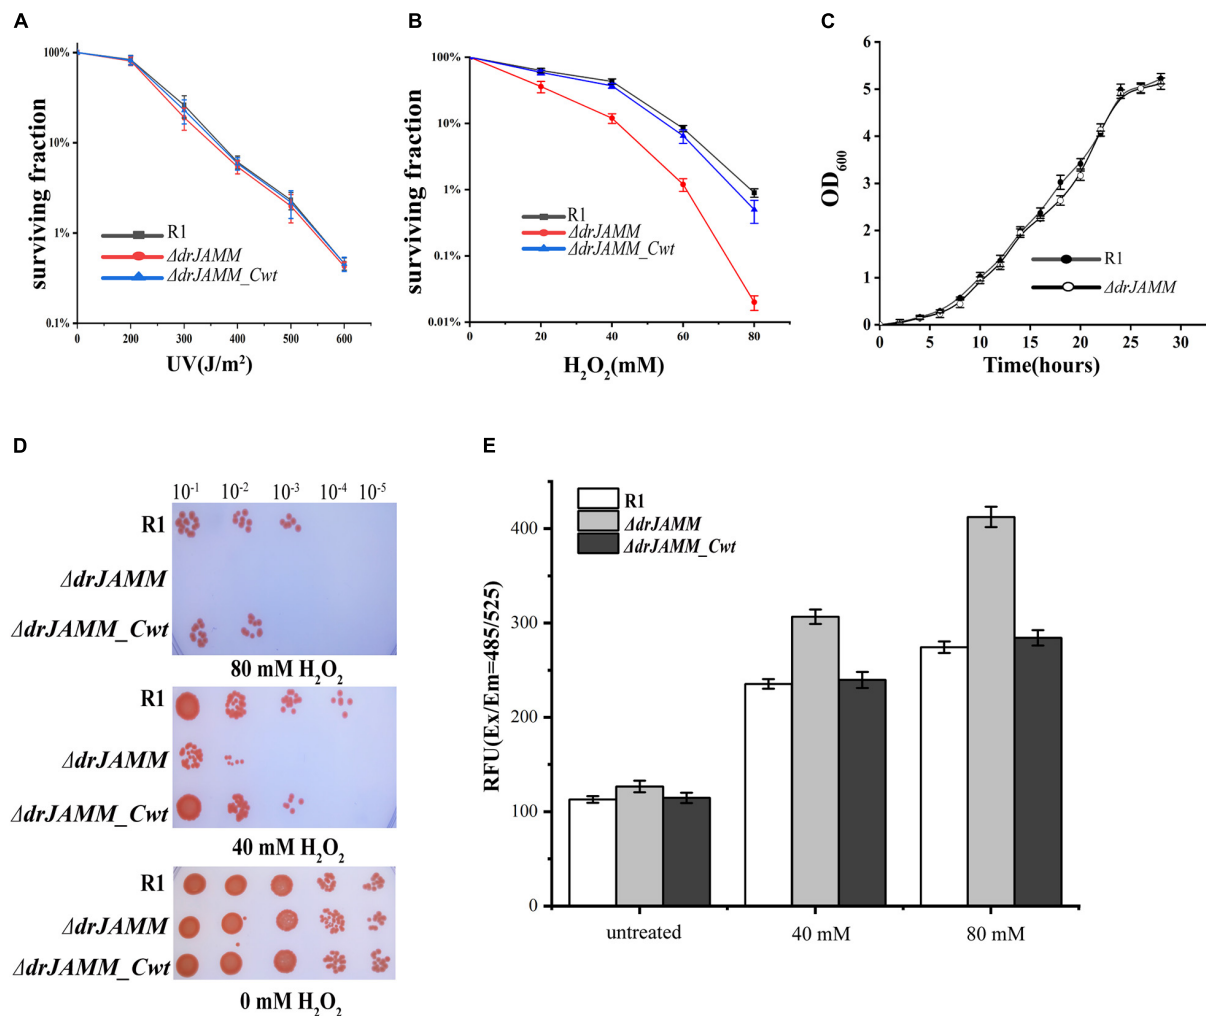 A
100%
10%
1%
0.1%
surviving fraction
R1
ΔdrJAMM
ΔdrJAMM_Cwt
0 100 200 300 400 500 600
UV(J/m²)
B
100%
10%
1%
0.1%
0.01%
surviving fraction
R1
ΔdrJAMM
ΔdrJAMM_Cwt
0 20 40 60 80
H₂O₂(mM)
C
6
5
4
3
2
1
0
OD₆₀₀
R1
ΔdrJAMM
0 5 10 15 20 25 30
Time(hours)
D
10⁻¹ 10⁻² 10⁻³ 10⁻⁴ 10⁻⁵
R1
ΔdrJAMM
ΔdrJAMM_Cwt
80 mM H₂O₂
R1
ΔdrJAMM
ΔdrJAMM_Cwt
40 mM H₂O₂
R1
ΔdrJAMM
ΔdrJAMM_Cwt
0 mM H₂O₂
E
400
300
200
100
0
RFU(Ex/Em=485/525)
R1
ΔdrJAMM
ΔdrJAMM_Cwt
untreated 40 mM 80 mM